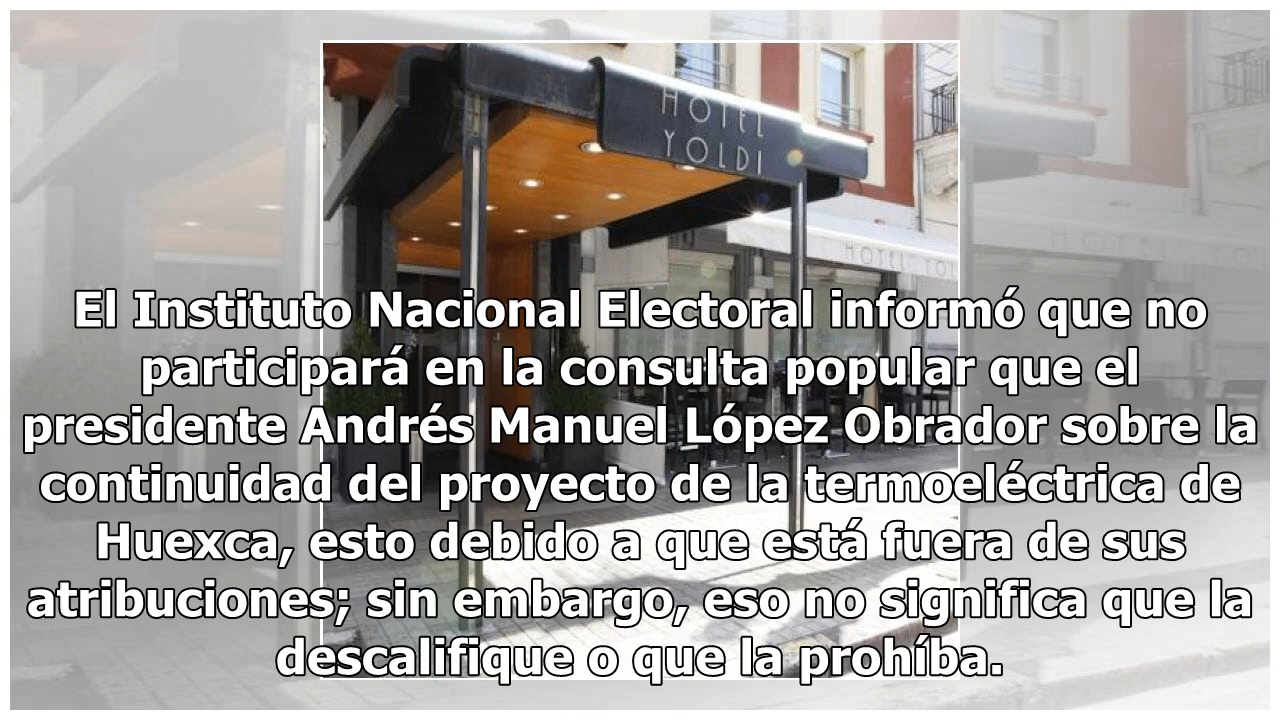 HOTEL
YOLDI
HOTEL YOL
El Instituto Nacional Electoral informó que no
participará en la consulta popular que el
presidente Andrés Manuel López Obrador sobre la
continuidad del proyecto de la termoeléctrica de
Huexca, esto debido a que está fuera de sus
atribuciones; sin embargo, eso no significa que la
descalifique o que la prohíba.